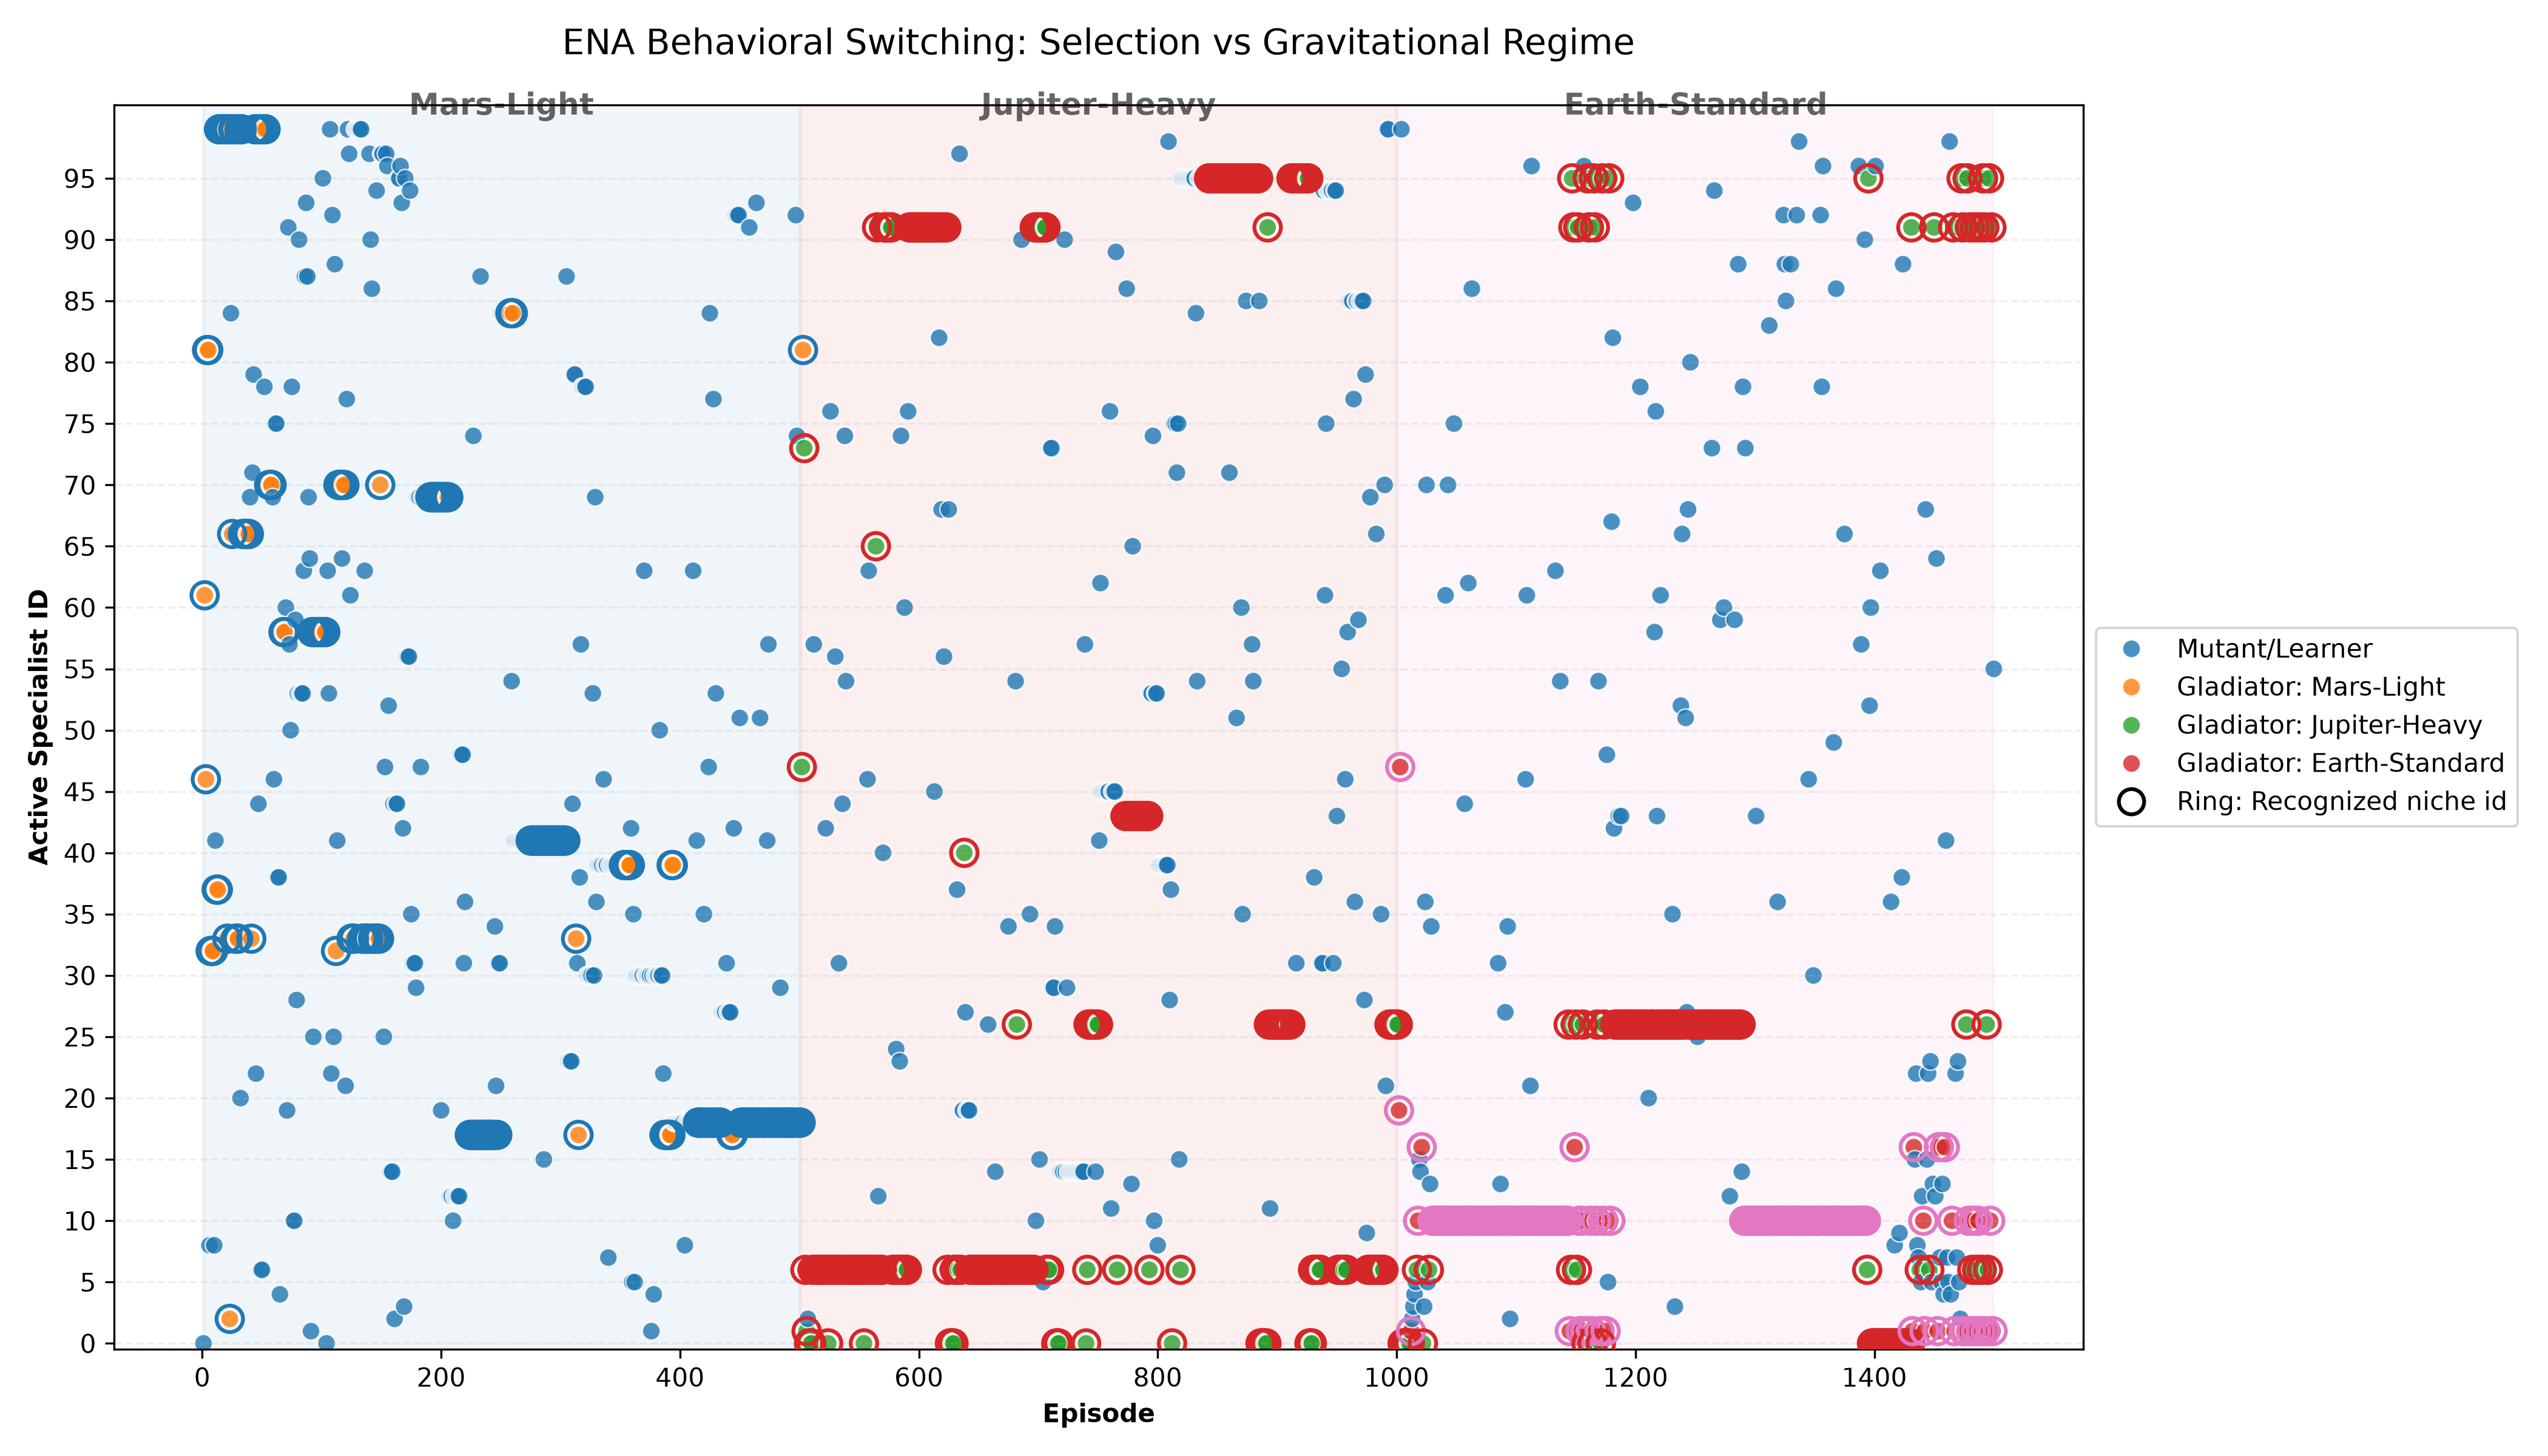 ENA Behavioral Switching: Selection vs Gravitational Regime
Mars-Light
Jupiter-Heavy
Earth-Standard
Active Specialist ID
95
90
85
80
75
70
65
60
55
50
45
40
35
30
25
20
15
10
5
0
0
200
400
600
800
1000
1200
1400
Episode
Mutant/Learner
Gladiator: Mars-Light
Gladiator: Jupiter-Heavy
Gladiator: Earth-Standard
Ring: Recognized niche id